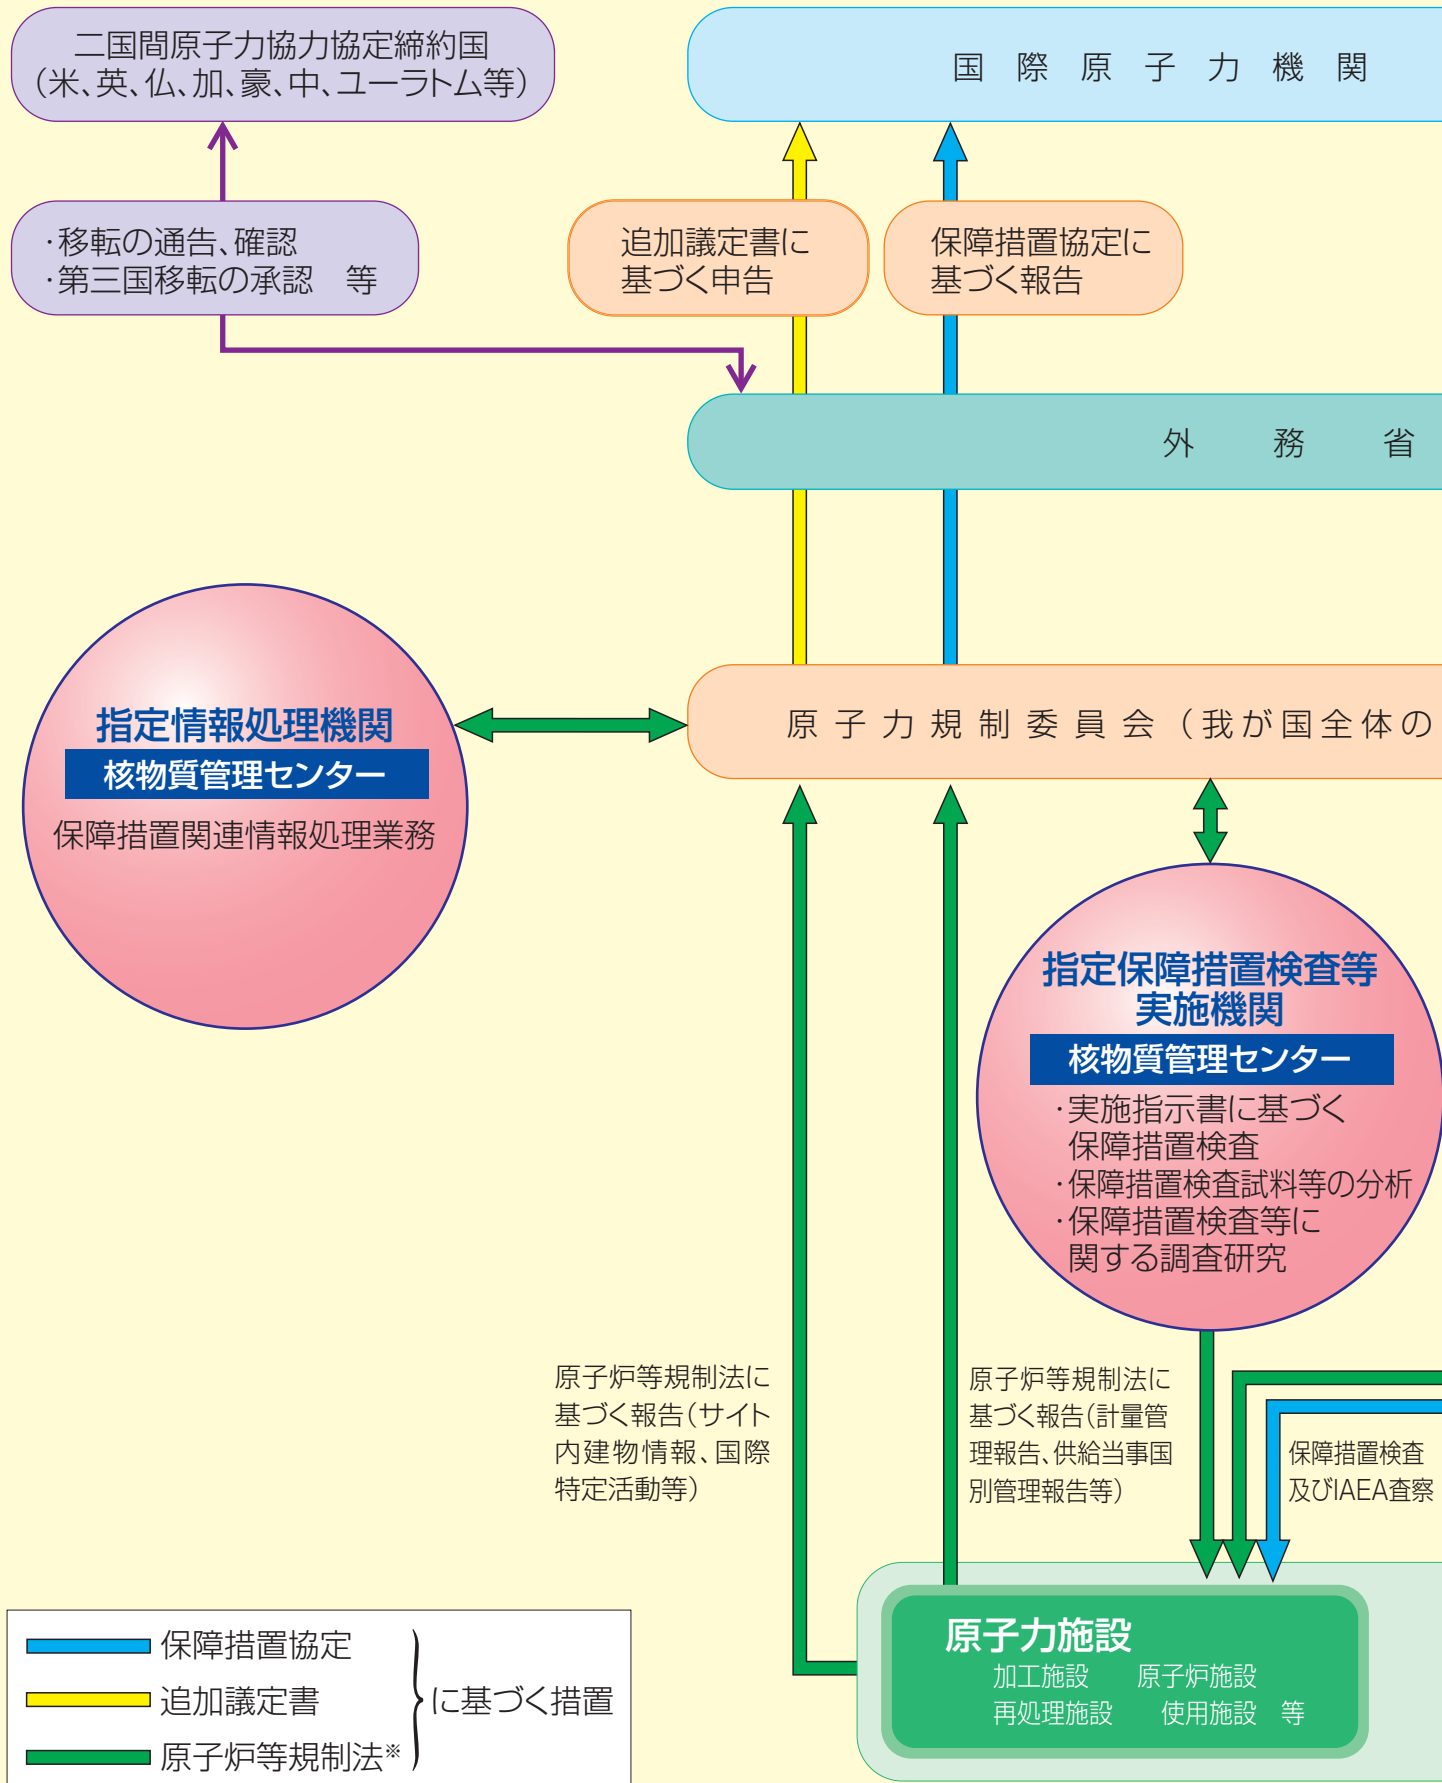 二国間原子力協力協定締約国
（米、英、仏、加、豪、中、ユーラトム等）
国際原子力機関
・移転の通告、確認
・第三国移転の承認　等
追加議定書に
基づく申告
保障措置協定に
基づく報告
外務省
指定情報処理機関
核物質管理センター
保障措置関連情報処理業務
原子力規制委員会（我が国全体の
指定保障措置検査等
実施機関
核物質管理センター
・実施指示書に基づく
保障措置検査
・保障措置検査試料等の分析
・保障措置検査等に
関する調査研究
原子炉等規制法に
基づく報告（サイト
内建物情報、国際
特定活動等）
原子炉等規制法に
基づく報告（計量管
理報告、供給当事国
別管理報告等）
保障措置検査
及びIAEA査察
原子力施設
加工施設　原子炉施設
再処理施設　使用施設　等
保障措置協定
追加議定書
原子炉等規制法※
に基づく措置